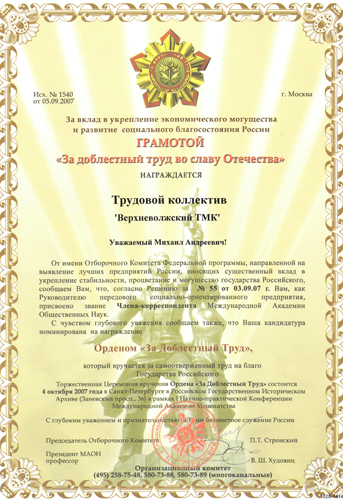 Исх. № 1540
от 05.09.2007
г. Москва
За вклад в укрепление экономического могущества
и развитие социального благосостояния России
ГРАМОТОЙ
«За доблестный труд во славу Отечества»
НАГРАЖДАЕТСЯ
Трудовой коллектив
'Верхневолжский ТМК'
Уважаемый Михаил Андреевич!
От имени Отборочного Комитета Федеральной программы, направленной на
выявление лучших предприятий России, вносящих существенный вклад в
укрепление стабильности, процветание и могущество государства Российского,
сообщаем Вам, что, согласно Решению № 55 от 03.09.07 г. Вам, как
Руководителю передового социально-ориентированного предприятия,
присвоено звание Члена-корреспондента Международной Академии
Общественных Наук.
С чувством глубокого уважения сообщаем также, что Ваша кандидатура
номинирована на награждение
Орденом «За Доблестный Труд»,
который вручается за самоотверженный труд на благо
Государства Российского.
Торжественная Церемония вручения Ордена «За Доблестный Труд» состоится
4 октября 2007 года в Санкт-Петербурге в Российском Государственном Историческом
Архиве (Заневский просп., 36) в рамках I Научно-практической Конференции
Международной Академии Меценатства
С глубоким уважением и признательностью за Ваше беззаветное служение России
Председатель Отборочного Комитета
П.Т. Стронский
Президент МАОН
профессор
В. Ш. Худоянц
Организационный комитет
(495) 258-75-48, 580-73-88, 580-73-89 (многоканальные)